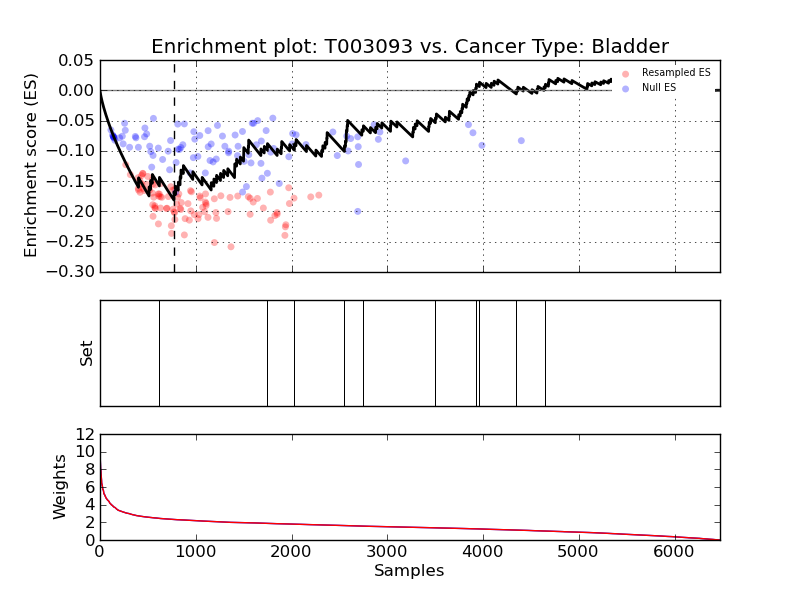 Enrichment plot: T003093 vs. Cancer Type: Bladder
Enrichment score (ES)
0.05
0.00
−0.05
−0.10
−0.15
−0.20
−0.25
−0.30
Resampled ES
Null ES
Set
Weights
12
10
8
6
4
2
0
0 1000 2000 3000 4000 5000 6000
Samples